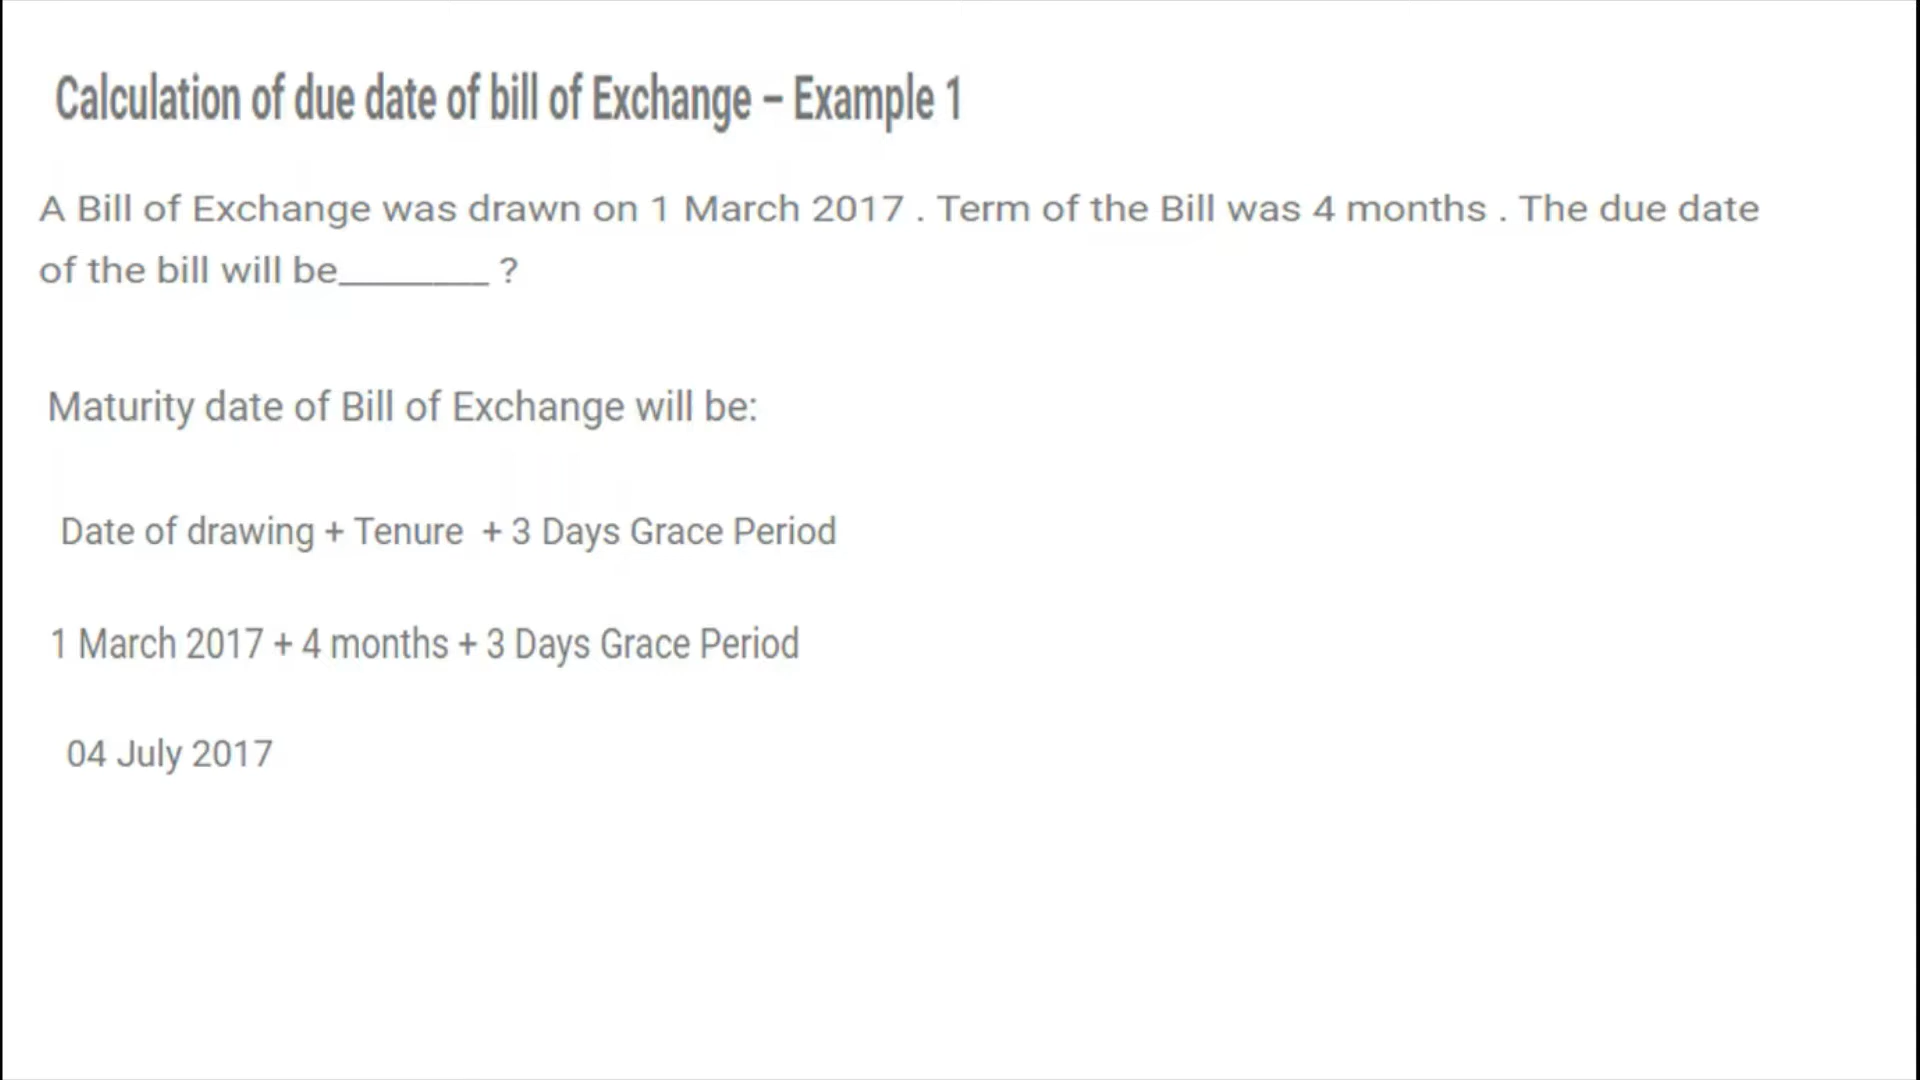 Calculation of due date of bill of Exchange – Example 1
A Bill of Exchange was drawn on 1 March 2017 . Term of the Bill was 4 months . The due date
of the bill will be________ ?
Maturity date of Bill of Exchange will be:
Date of drawing + Tenure + 3 Days Grace Period
1 March 2017 + 4 months + 3 Days Grace Period
04 July 2017